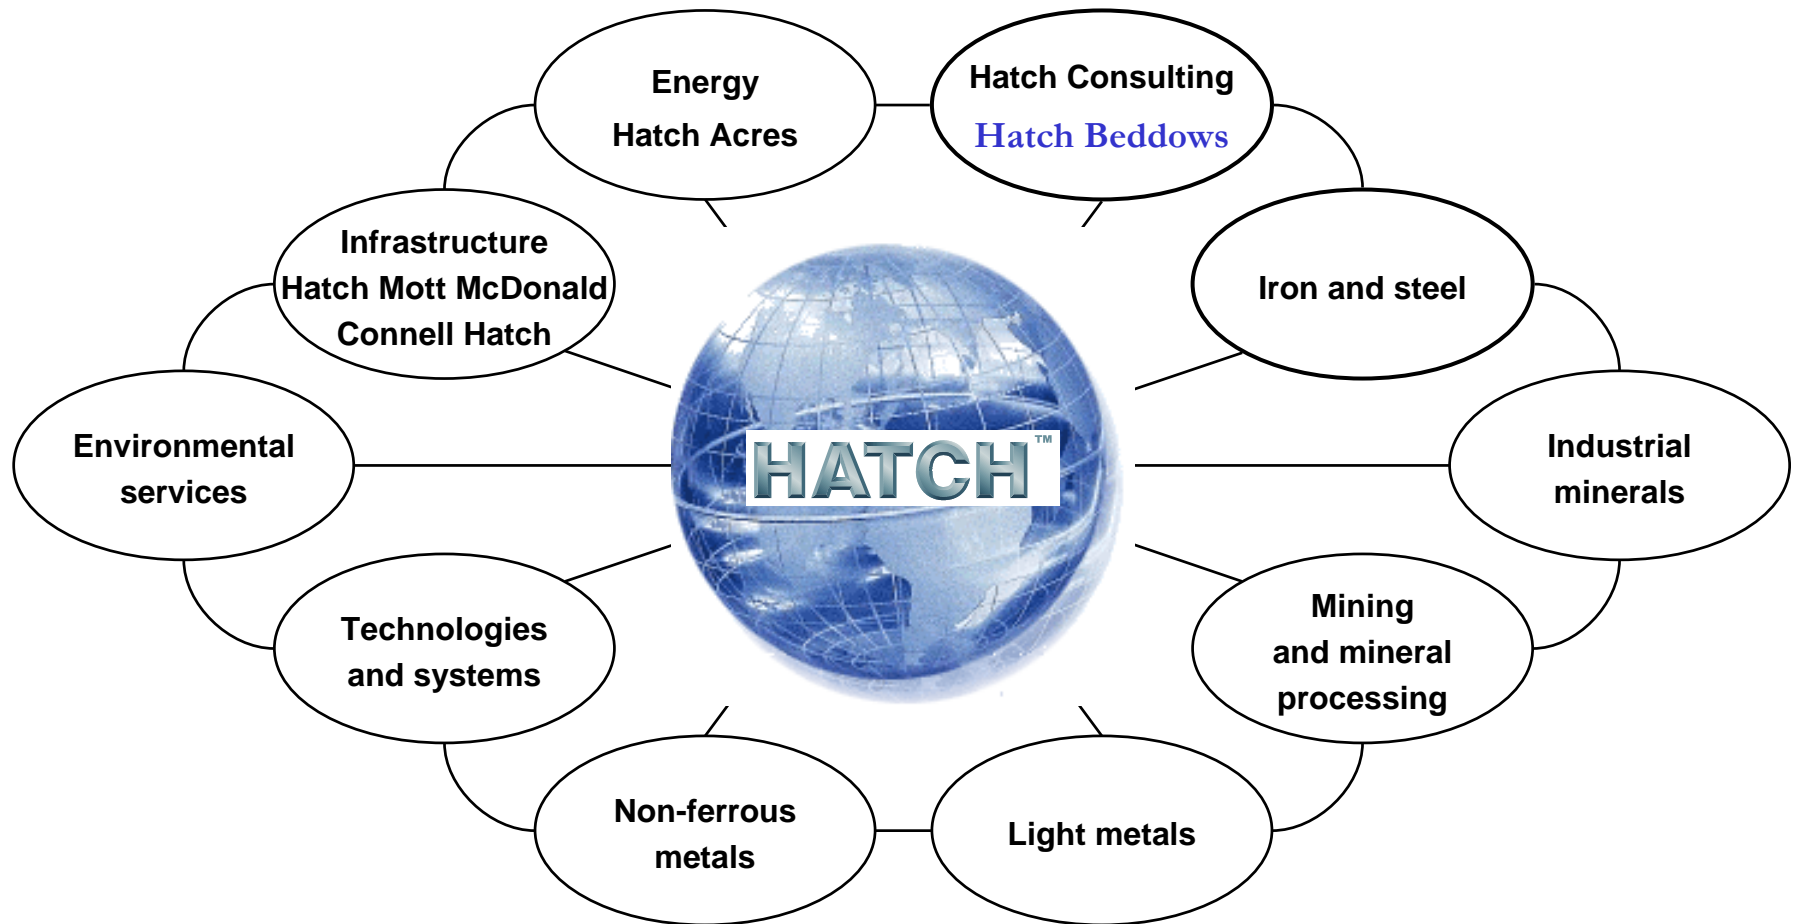 Energy
Hatch Acres
Hatch Consulting
Hatch Beddows
Infrastructure
Hatch Mott McDonald
Connell Hatch
Iron and steel
Environmental
services
HATCH™
Industrial
minerals
Technologies
and systems
Mining
and mineral
processing
Non-ferrous
metals
Light metals